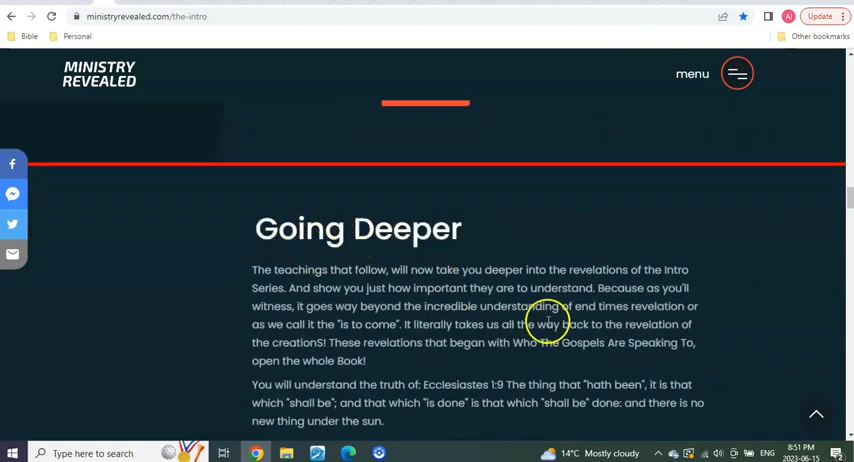 ministryrevealed.com/the-intro
AI
Update
Bible
Personal
Other bookmarks
MINISTRY
REVEALED
menu
Going Deeper
The teachings that follow, will now take you deeper into the revelations of the Intro
Series. And show you just how important they are to understand. Because as you'll
witness, it goes way beyond the incredible understanding of end times revelation or
as we call it the "is to come". It literally takes us all the way back to the revelation of
the creationS! These revelations that began with Who The Gospels Are Speaking To,
open the whole Book!
You will understand the truth of: Ecclesiastes 1:9 The thing that "hath been", it is that
which "shall be"; and that which "is done" is that which "shall be" done: and there is no
new thing under the sun.
Type here to search
14°C Mostly cloudy
ENG
8:51 PM
2023-06-15
2